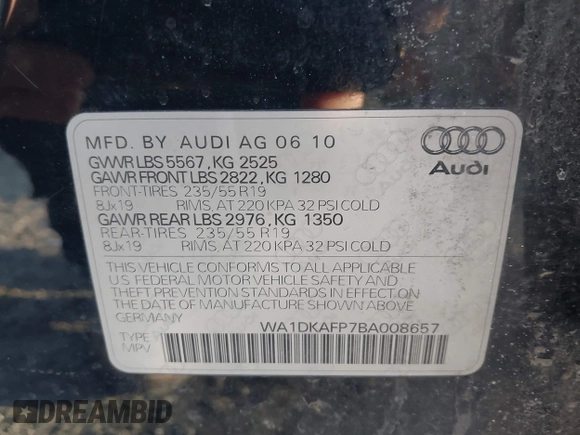 MFD. BY AUDI AG 06 10
GVWR LBS 5567, KG 2525
GAWR FRONT LBS 2822, KG 1280
FRONT-TIRES 235/55 R19
8Jx19 RIMS, AT 220 KPA 32 PSI COLD
GAWR REAR LBS 2976, KG 1350
REAR-TIRES 235/55 R19
8Jx19 RIMS, AT 220 KPA 32 PSI COLD
Audi
THIS VEHICLE CONFORMS TO ALL APPLICABLE
U.S. FEDERAL MOTOR VEHICLE SAFETY AND
THEFT PREVENTION STANDARDS IN EFFECT ON
THE DATE OF MANUFACTURE SHOWN ABOVE.
GERMANY
WA1DKAFP7BA008657
TYPE
MPV
DREAMBID